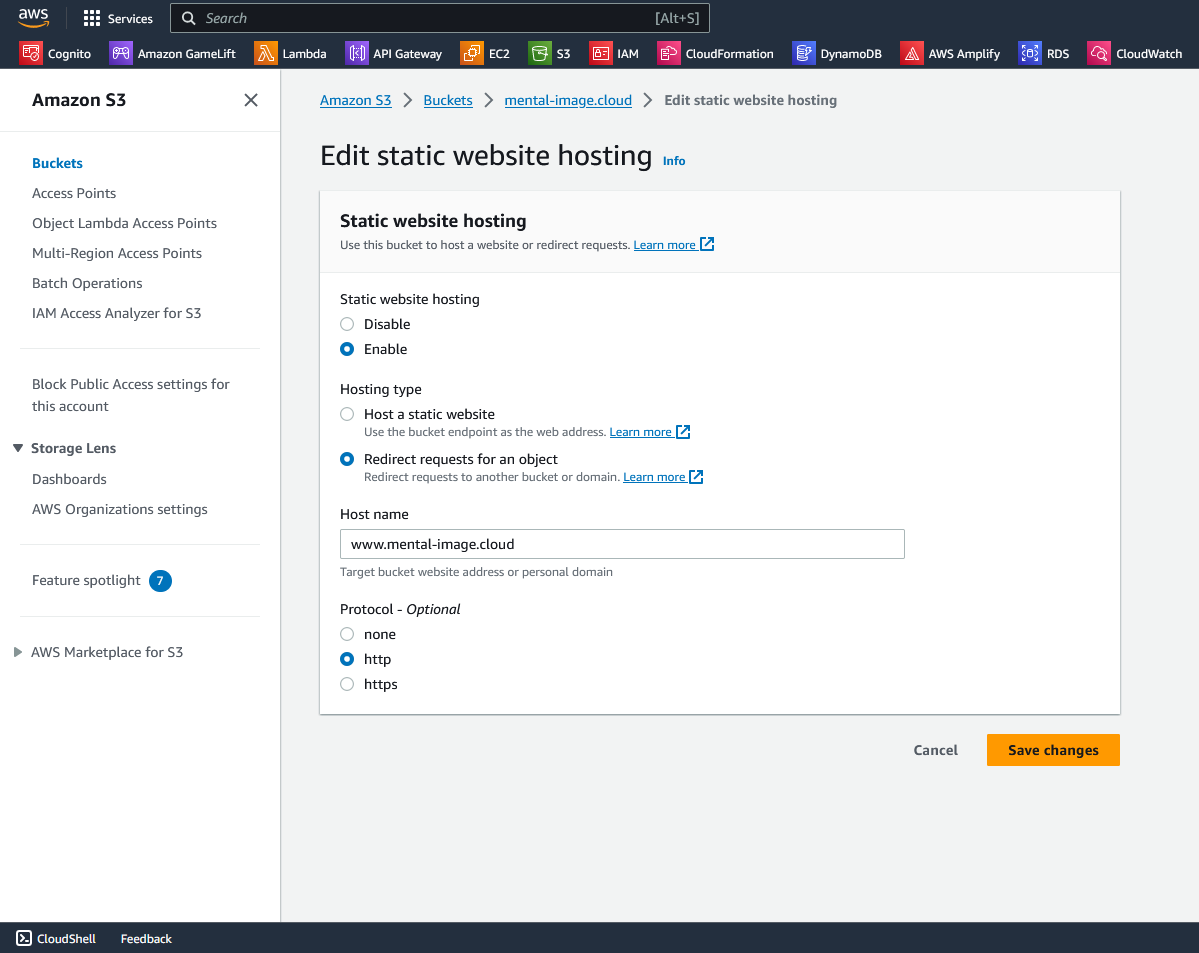 aws
Services
Search [Alt+S]
Cognito Amazon GameLift Lambda API Gateway EC2 S3 IAM CloudFormation DynamoDB AWS Amplify RDS CloudWatch
Amazon S3
Buckets
Access Points
Object Lambda Access Points
Multi-Region Access Points
Batch Operations
IAM Access Analyzer for S3
Block Public Access settings for
this account
Storage Lens
Dashboards
AWS Organizations settings
Feature spotlight 7
AWS Marketplace for S3
Amazon S3 Buckets mental-image.cloud Edit static website hosting
Edit static website hosting Info
Static website hosting
Use this bucket to host a website or redirect requests. Learn more
Static website hosting
Disable
Enable
Hosting type
Host a static website
Use the bucket endpoint as the web address. Learn more
Redirect requests for an object
Redirect requests to another bucket or domain. Learn more
Host name
www.mental-image.cloud
Target bucket website address or personal domain
Protocol - Optional
none
http
https
Cancel Save changes
CloudShell Feedback